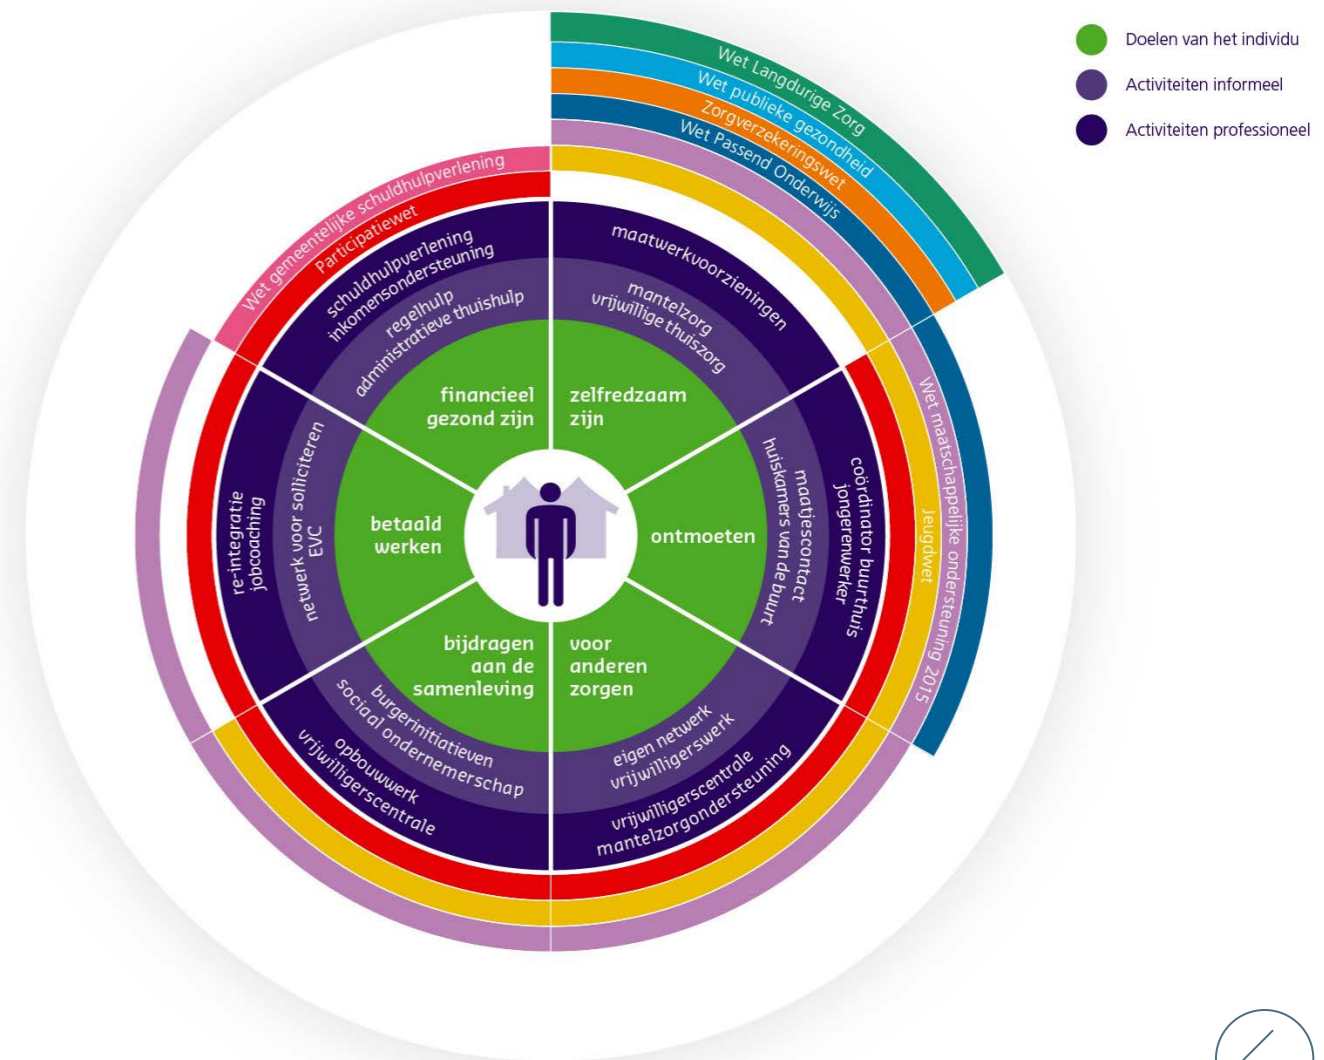 Doelen van het individu
Activiteiten informeel
Activiteiten professioneel
Wet Langdurige Zorg
Wet publieke gezondheid
Zorgverzekeringswet
Wet Passend Onderwijs
Wet gemeentelijke schuldhulpverlening
Participatiewet
schuldhulpverlening
inkomensondersteuning
regelhulp
administratieve thuishulp
maatwerkvoorzieningen
mantelzorg
vrijwillige thuiszorg
financieel
gezond zijn
zelfredzaam
zijn
Wet maatschappelijke ondersteuning 2015
Jeugdwet
coördinator buurthuis
jongerenwerker
maatjescontact
huiskamers van de buurt
ontmoeten
betaald
werken
netwerk voor solliciteren
EVC
re-integratie
jobcoaching
bijdragen
aan de
samenleving
voor
anderen
zorgen
burgerinitiatieven
sociaal ondernemerschap
opbouwwerk
vrijwilligerscentrale
eigen netwerk
vrijwilligerswerk
vrijwilligerscentrale
mantelzorgondersteuning